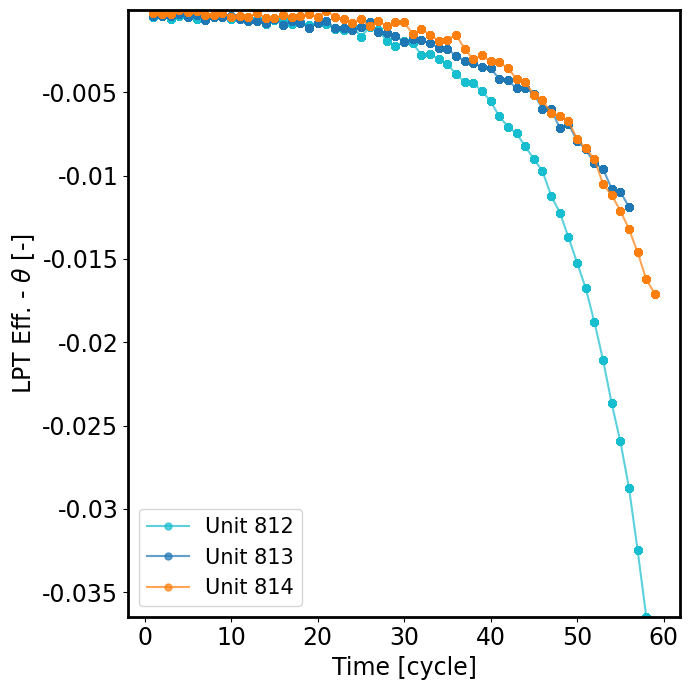 -0.005
-0.01
-0.015
-0.02
-0.025
-0.03
-0.035
LPT Eff. - θ [-]
Unit 812
Unit 813
Unit 814
0 10 20 30 40 50 60
Time [cycle]